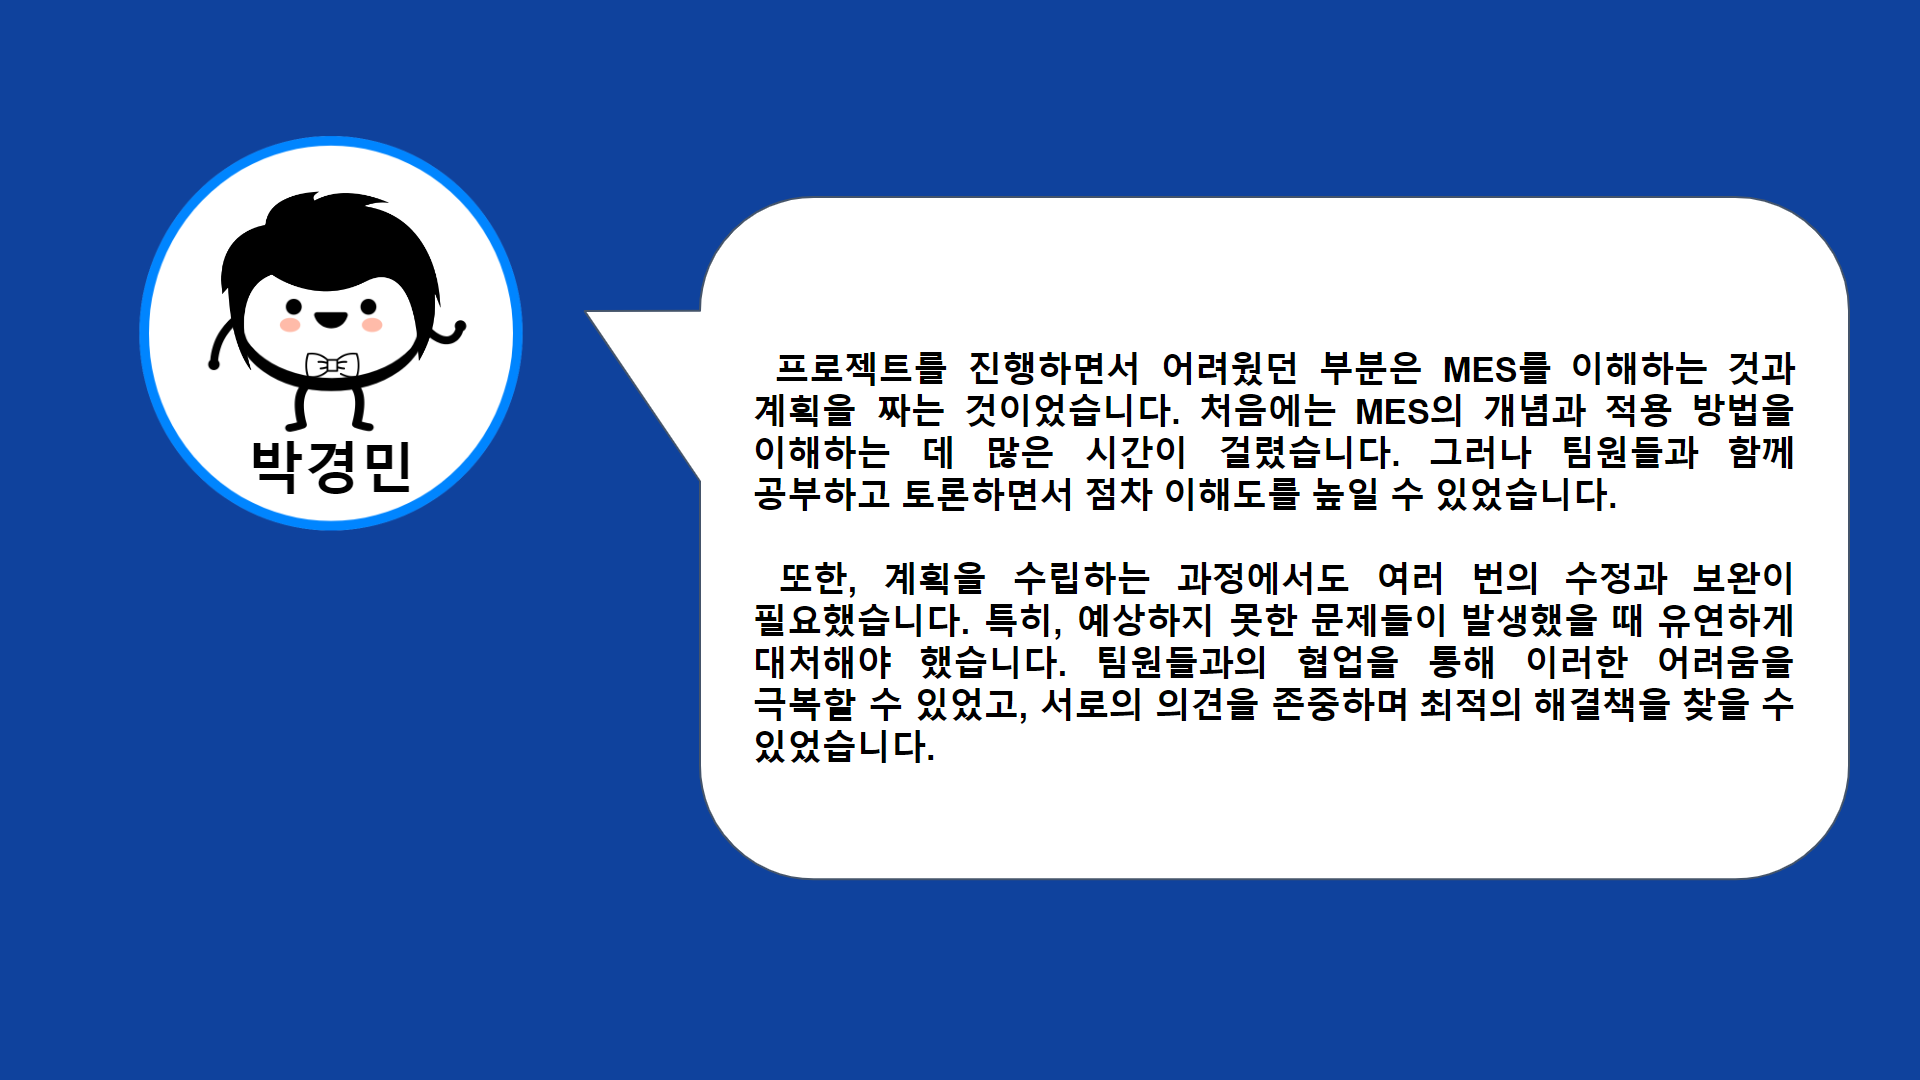 박경민
프로젝트를 진행하면서 어려웠던 부분은 MES를 이해하는 것과
계획을 짜는 것이었습니다. 처음에는 MES의 개념과 적용 방법을
이해하는 데 많은 시간이 걸렸습니다. 그러나 팀원들과 함께
공부하고 토론하면서 점차 이해도를 높일 수 있었습니다.
또한, 계획을 수립하는 과정에서도 여러 번의 수정과 보완이
필요했습니다. 특히, 예상하지 못한 문제들이 발생했을 때 유연하게
대처해야 했습니다. 팀원들과의 협업을 통해 이러한 어려움을
극복할 수 있었고, 서로의 의견을 존중하며 최적의 해결책을 찾을 수
있었습니다.